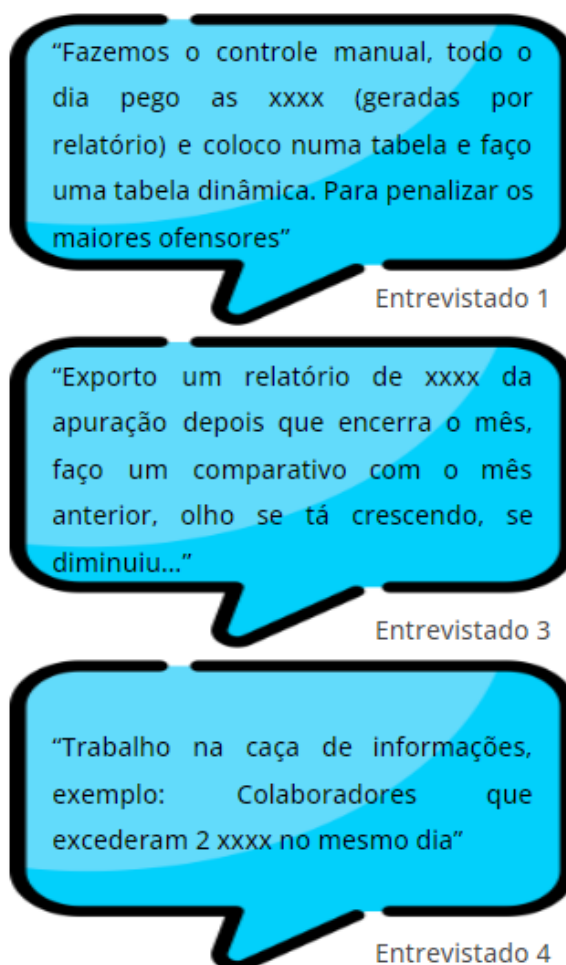 “Fazemos o controle manual, todo o
dia pego as xxxx (geradas por
relatório) e coloco numa tabela e faço
uma tabela dinâmica. Para penalizar os
maiores ofensores”
Entrevistado 1
“Exporto um relatório de xxxx da
apuração depois que encerra o mês,
faço um comparativo com o mês
anterior, olho se tá crescendo, se
diminuiu...”
Entrevistado 3
“Trabalho na caça de informações,
exemplo: Colaboradores que
excederam 2 xxxx no mesmo dia”
Entrevistado 4